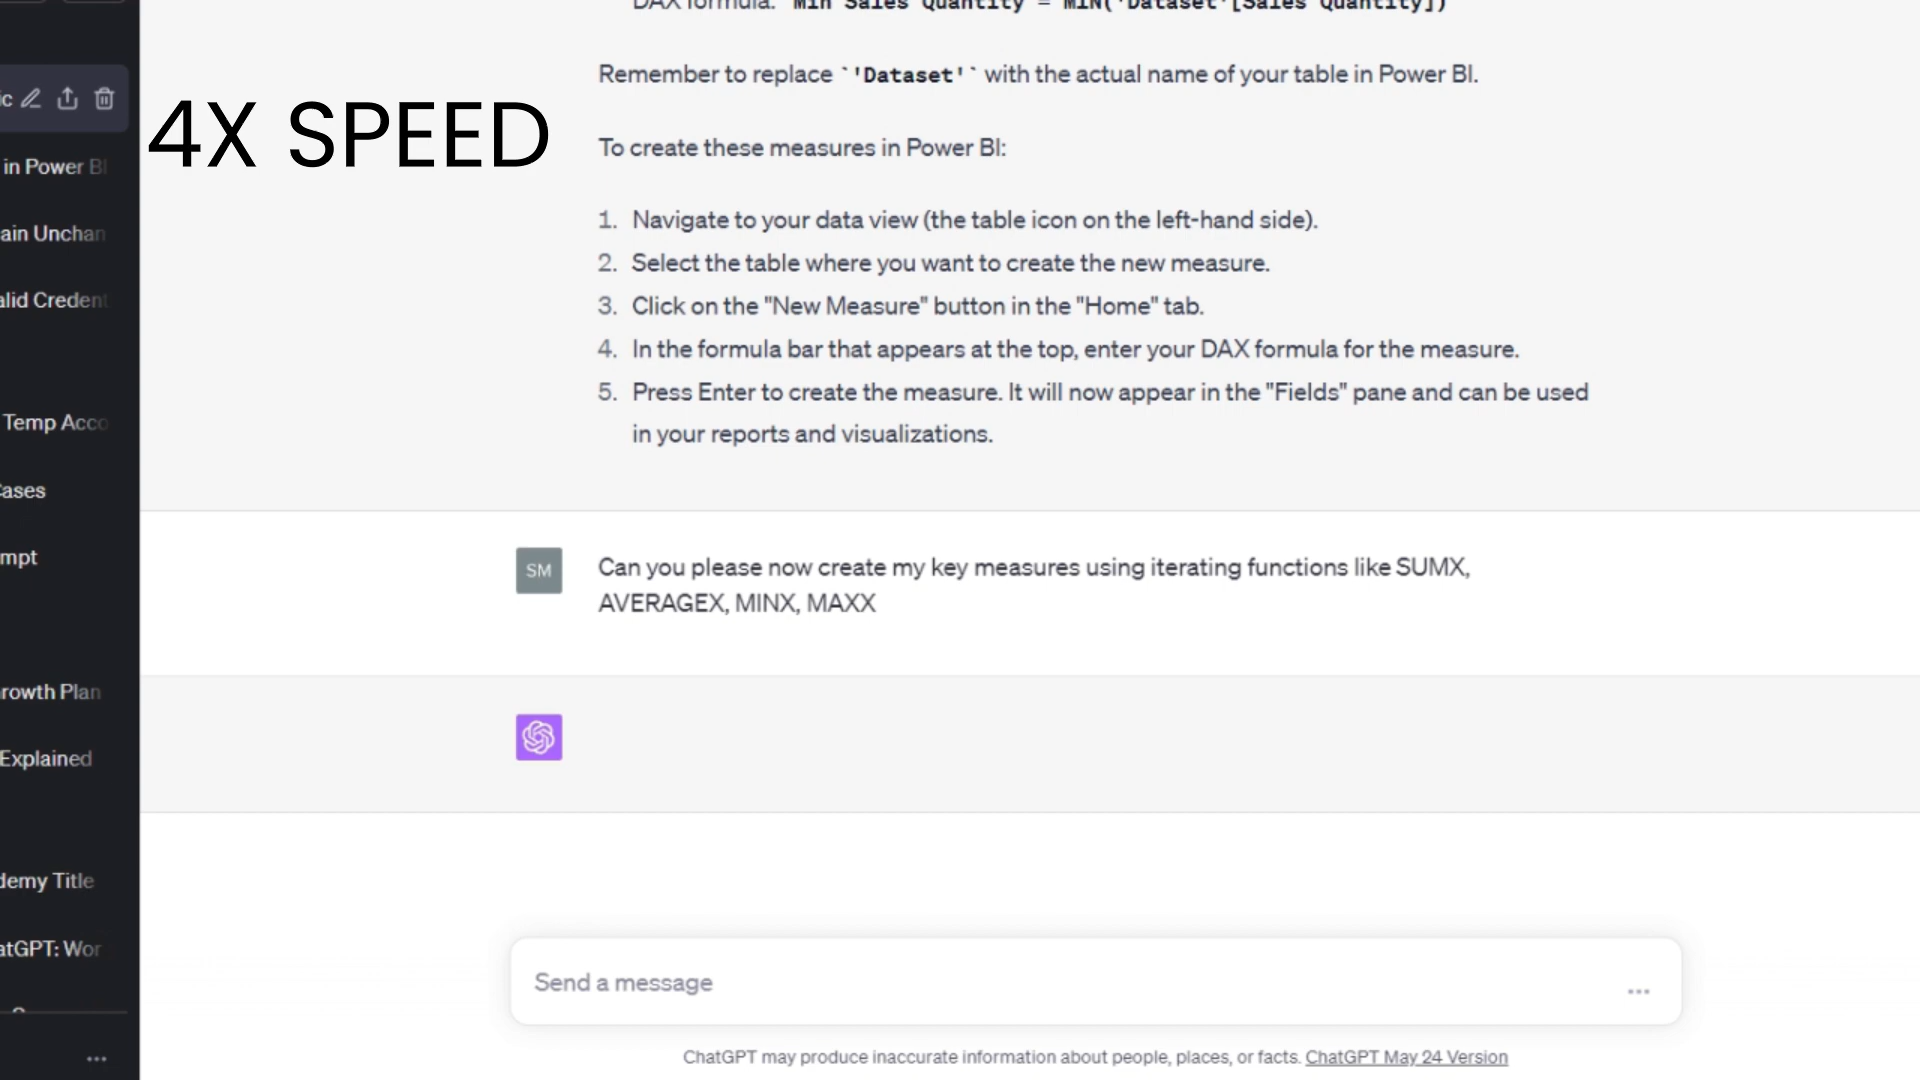 DAX formula: `Min Sales Quantity = MIN('Dataset'[Sales Quantity])`
Remember to replace `'Dataset'` with the actual name of your table in Power BI.
4X SPEED
To create these measures in Power BI:
1. Navigate to your data view (the table icon on the left-hand side).
2. Select the table where you want to create the new measure.
3. Click on the "New Measure" button in the "Home" tab.
4. In the formula bar that appears at the top, enter your DAX formula for the measure.
5. Press Enter to create the measure. It will now appear in the "Fields" pane and can be used
in your reports and visualizations.
ic
in Power BI
ain Unchan
alid Credent
Temp Acco
Cases
mpt
rowth Plan
Explained
demy Title
atGPT: Wor
SM
Can you please now create my key measures using iterating functions like SUMX,
AVERAGEX, MINX, MAXX
Send a message
ChatGPT may produce inaccurate information about people, places, or facts. ChatGPT May 24 Version